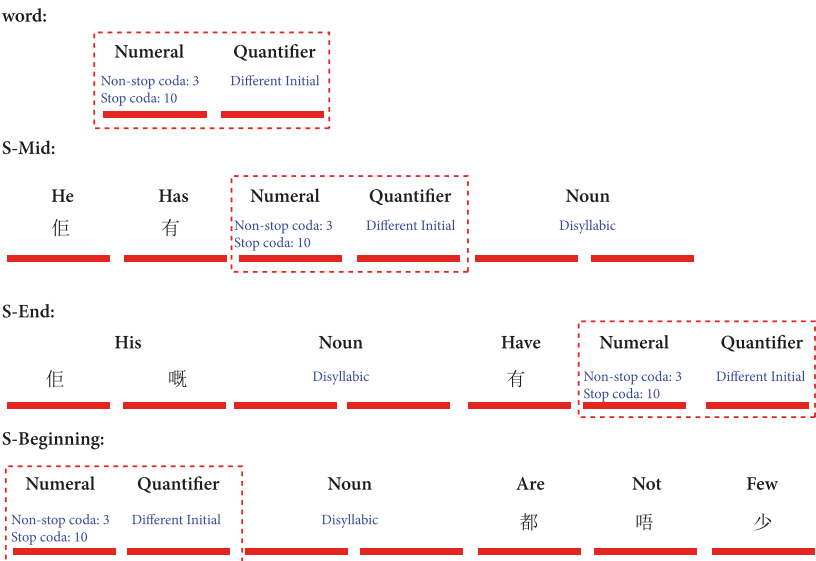 word:
Numeral Quantifier
Non-stop coda: 3 Different Initial
Stop coda: 10
S-Mid:
He Has Numeral Quantifier Noun
佢 有 Non-stop coda: 3 Different Initial Disyllabic
Stop coda: 10
S-End:
His Noun Have Numeral Quantifier
佢 嘅 Disyllabic 有 Non-stop coda: 3 Different Initial
Stop coda: 10
S-Beginning:
Numeral Quantifier Noun Are Not Few
Non-stop coda: 3 Different Initial Disyllabic 都 唔 少
Stop coda: 10